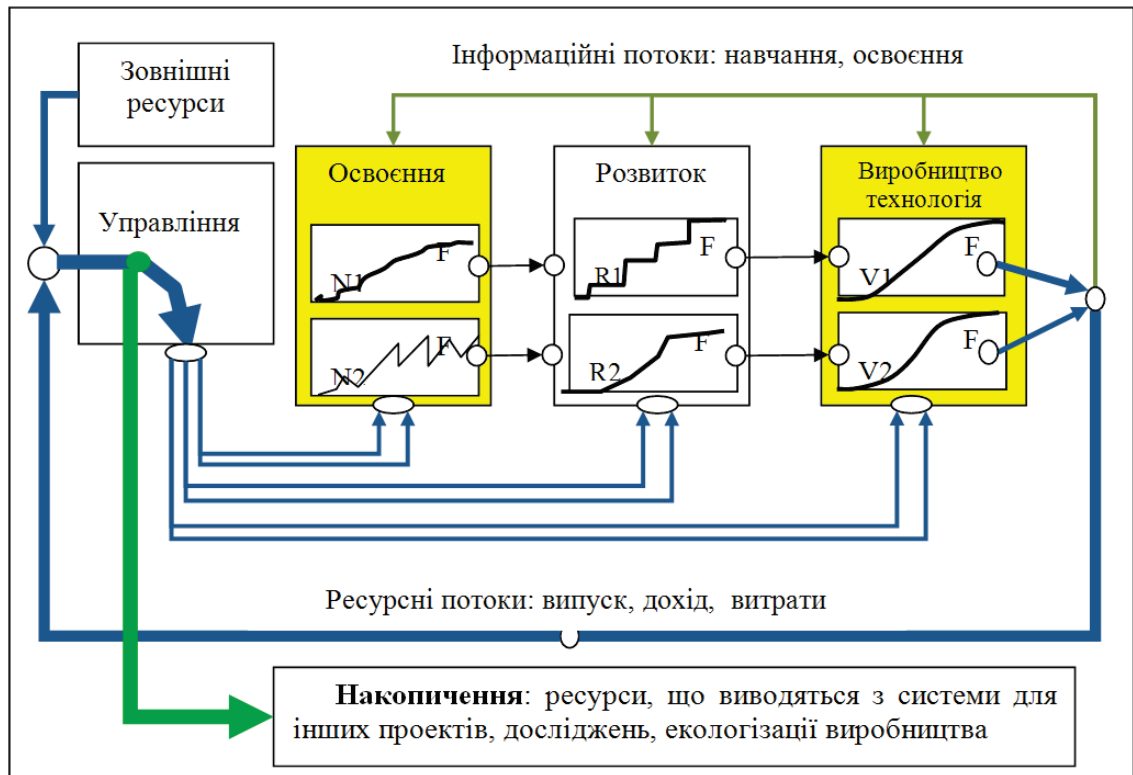 Зовнішні
ресурси
Інформаційні потоки: навчання, освоєння
Управління
Освоєння
N1
F
N2
F
Розвиток
R1
F
R2
F
Виробництво
технологія
V1
F
V2
F
Ресурсні потоки: випуск, дохід, витрати
Накопичення: ресурси, що виводяться з системи для
інших проектів, досліджень, екологізації виробництва